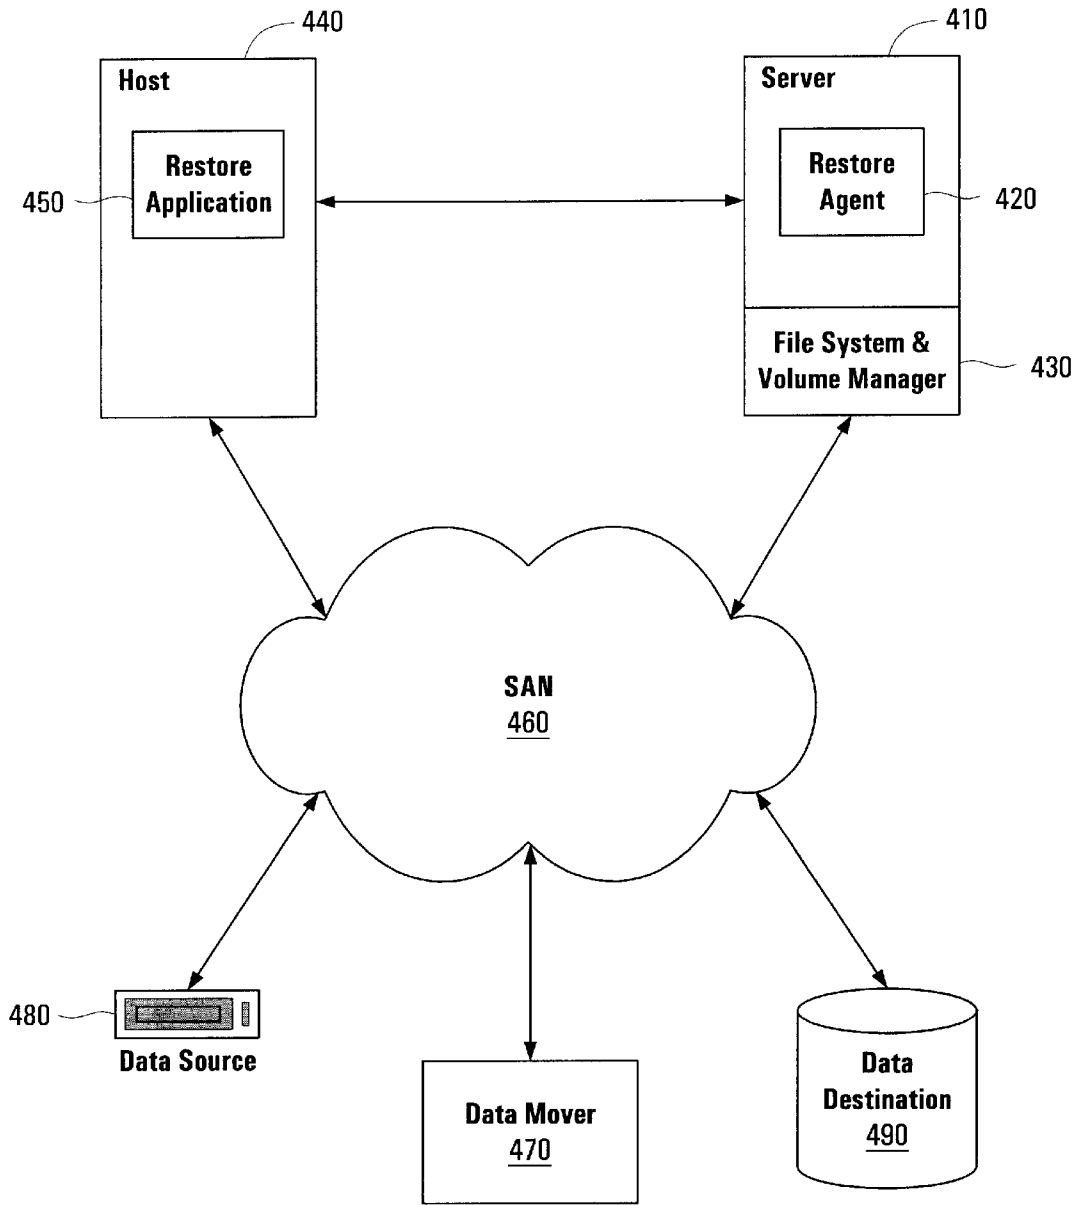 440
410
Host
Server
Restore
Application
450
Restore
Agent
420
File System &
Volume Manager
430
SAN
460
480
Data Source
Data Mover
470
Data
Destination
490